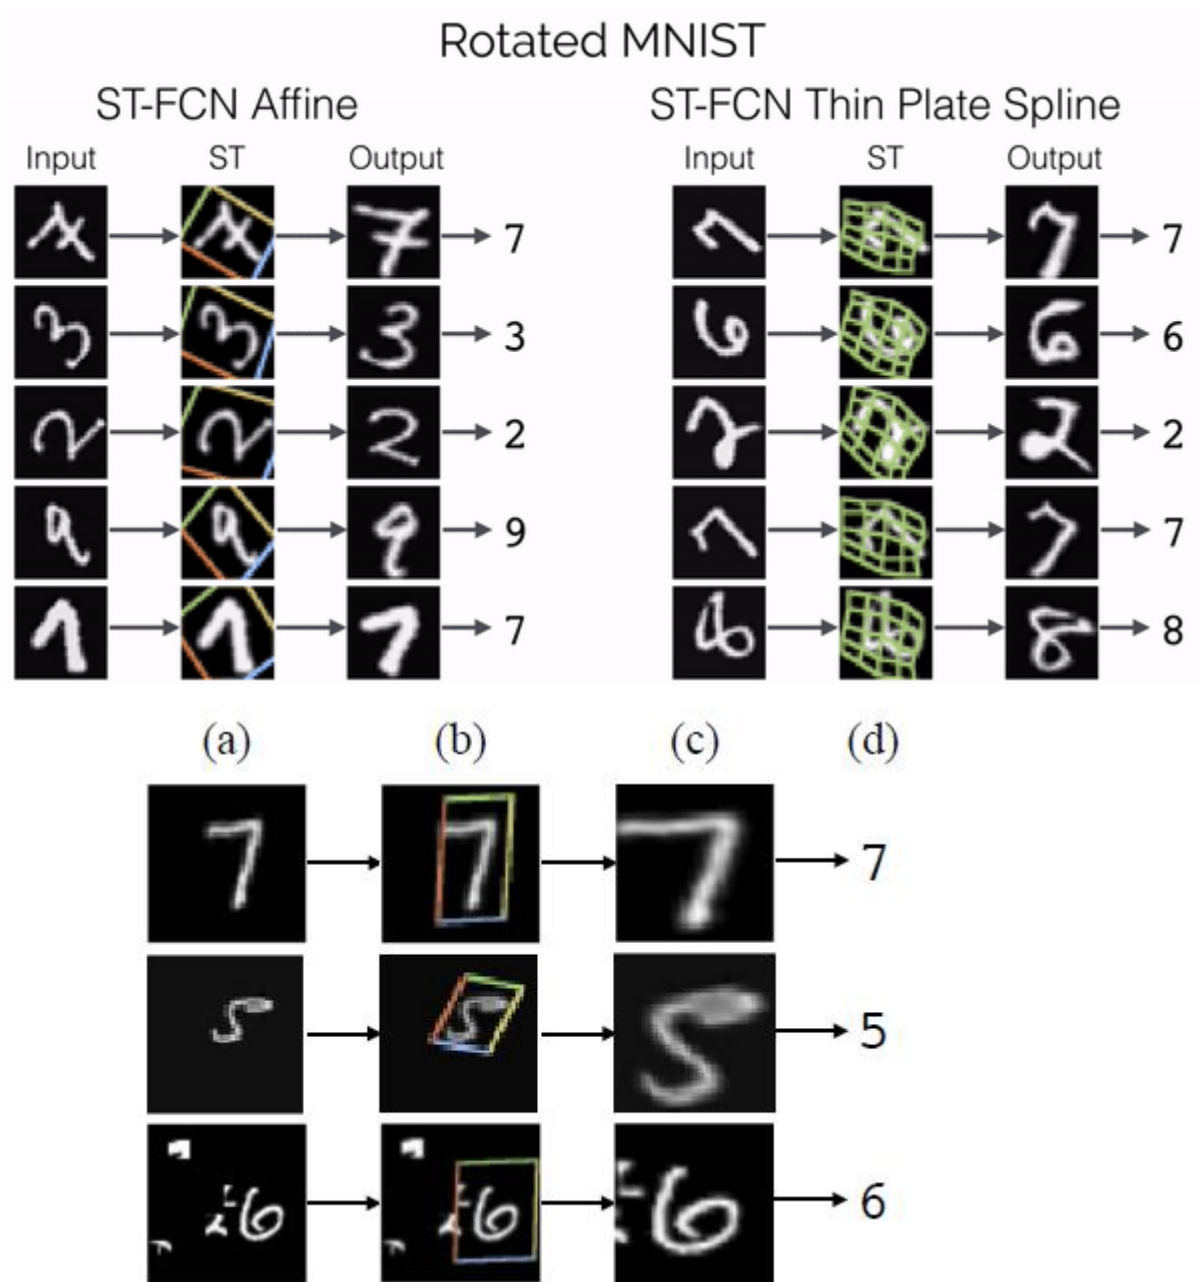 Rotated MNIST
ST-FCN Affine ST-FCN Thin Plate Spline
Input ST Output Input ST Output
7 7
3 6
2 2
9 7
7 8
(a) (b) (c) (d)
7
5
6